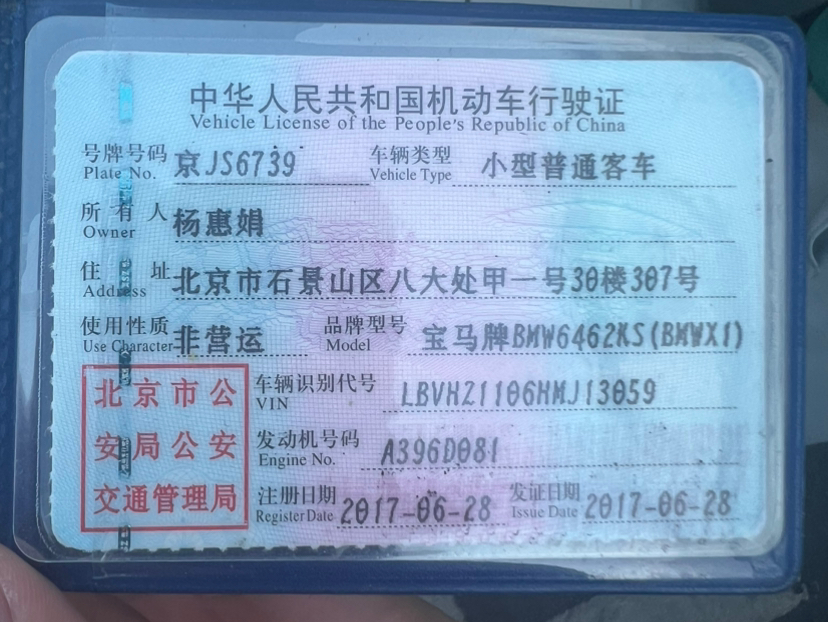 中华人民共和国机动车行驶证
Vehicle License of the People's Republic of China
号牌号码 京JS6739 车辆类型 小型普通客车
Plate No. Vehicle Type
所有人 杨惠娟
Owner
住址 北京市石景山区八大处甲一号30楼307号
Address
使用性质 非营运 品牌型号 宝马牌BMW6462KS(BMWX1)
Use Character Model
北京市公
安局公安
交通管理局
车辆识别代号 LBVHZ1106HMJ13059
VIN
发动机号码 A396D081
Engine No.
注册日期 2017-06-28 发证日期 2017-06-28
Register Date Issue Date